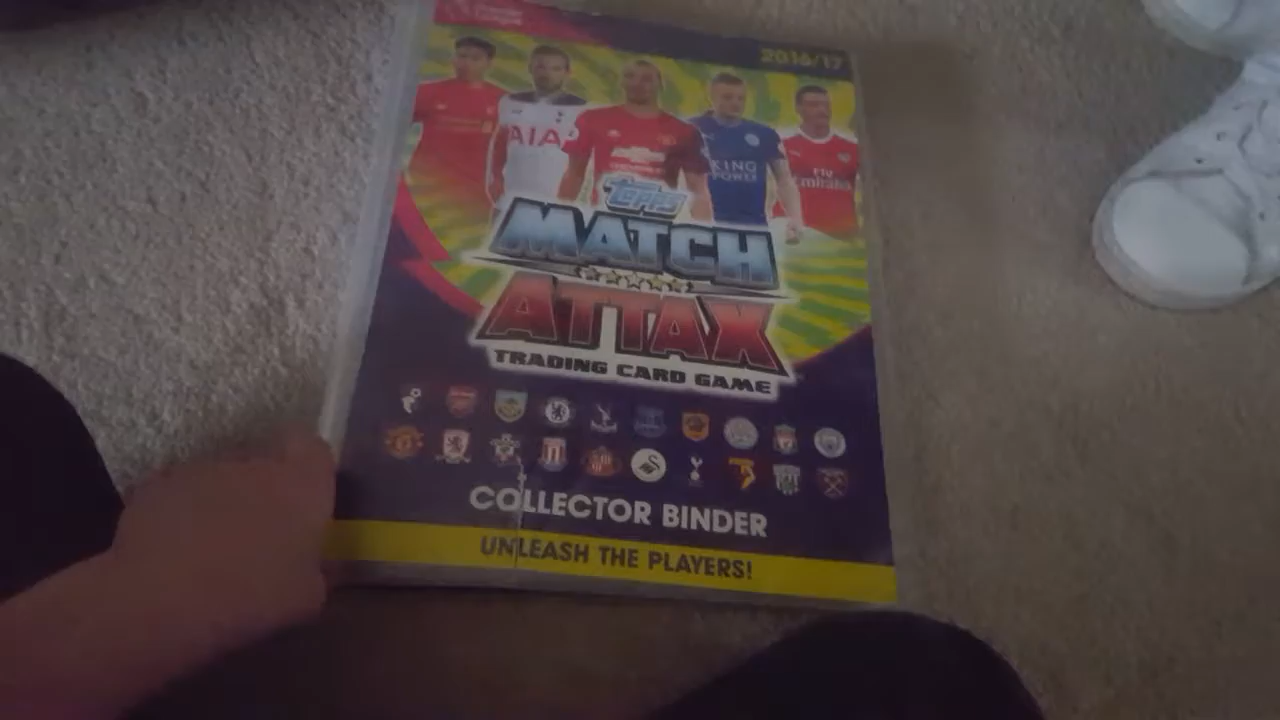 2016/17
AIA
KING
POWER
Fly
Emirates
Topps
MATCH
ATTAX
TRADING CARD GAME
COLLECTOR BINDER
UNLEASH THE PLAYERS!